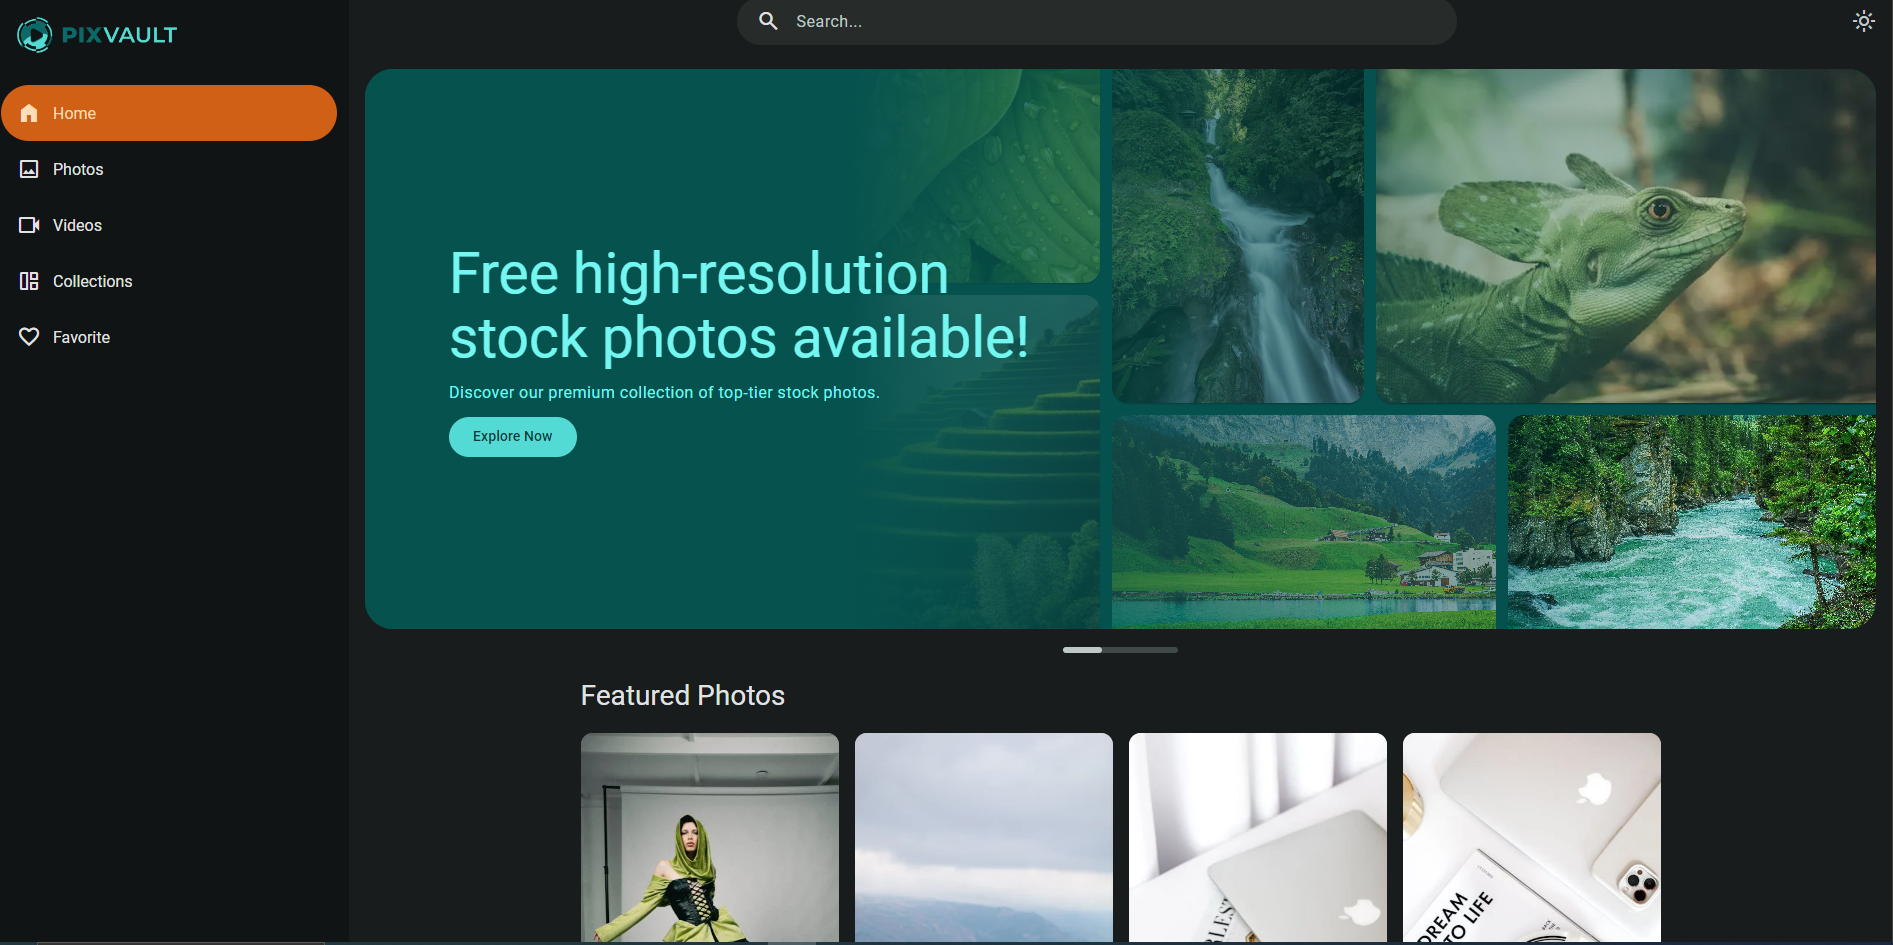 PIXVAULT
Search...
Home
Photos
Videos
Collections
Favorite
Free high-resolution
stock photos available!
Discover our premium collection of top-tier stock photos.
Explore Now
Featured Photos
DREAM
TO LIFE